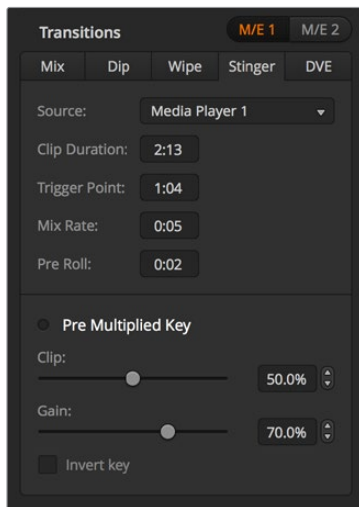 Transitions M/E 1 M/E 2
Mix Dip Wipe Stinger DVE
Source: Media Player 1
Clip Duration: 2:13
Trigger Point: 1:04
Mix Rate: 0:05
Pre Roll: 0:02
Pre Multiplied Key
Clip:
50.0%
Gain:
70.0%
Invert key